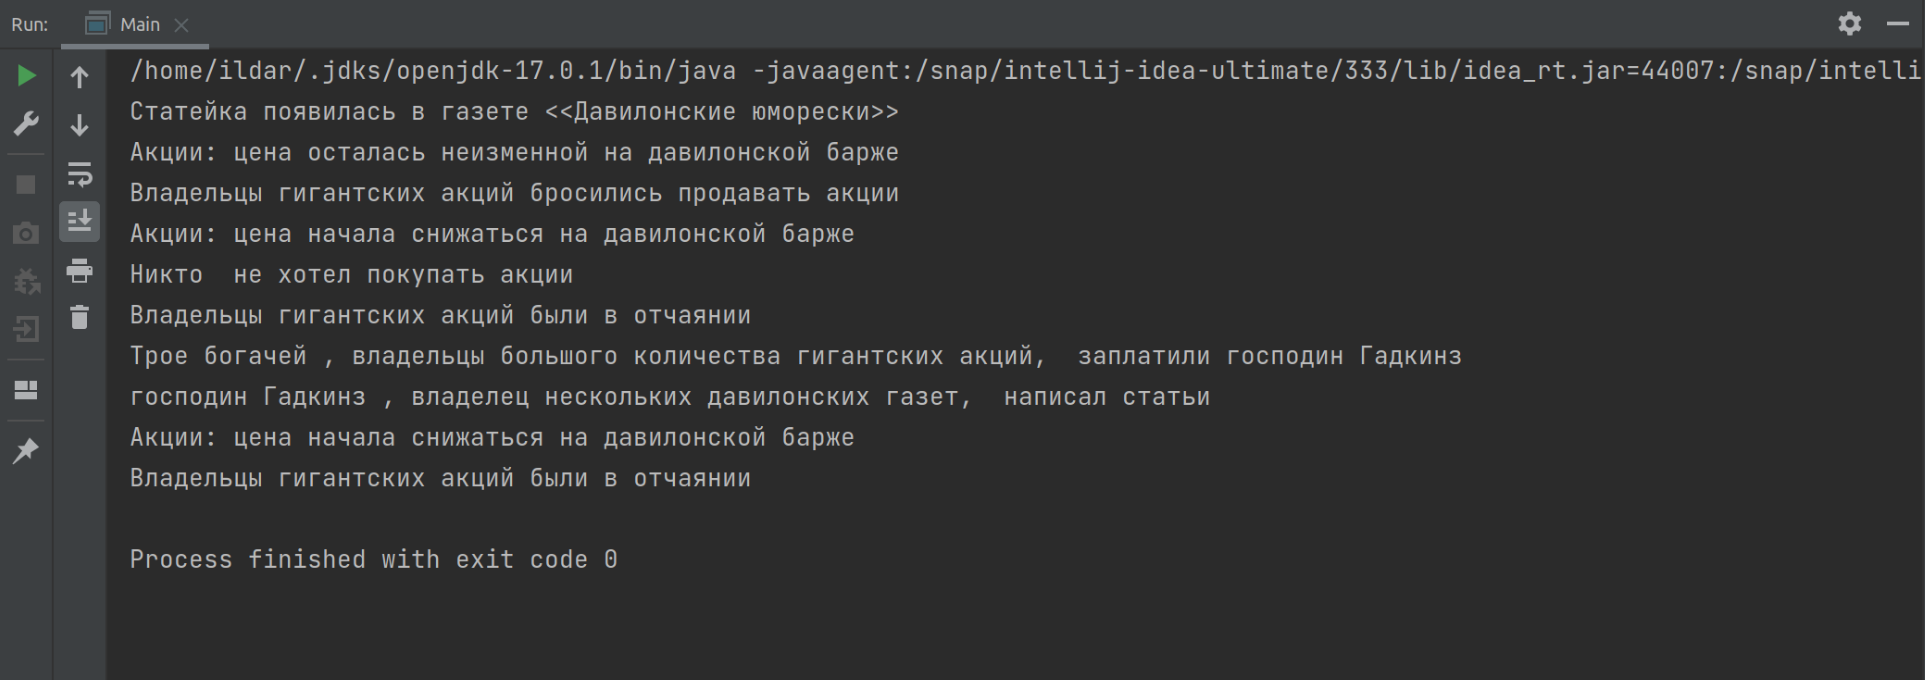 Run: Main
/home/ildar/.jdks/openjdk-17.0.1/bin/java -javaagent:/snap/intellij-idea-ultimate/333/lib/idea_rt.jar=44007:/snap/intelli
Статейка появилась в газете <<Давилонские юморески>>
Акции: цена осталась неизменной на давилонской барже
Владельцы гигантских акций бросились продавать акции
Акции: цена начала снижаться на давилонской барже
Никто  не хотел покупать акции
Владельцы гигантских акций были в отчаянии
Трое богачей , владельцы большого количества гигантских акций,  заплатили господин Гадкинз
господин Гадкинз , владелец нескольких давилонских газет,  написал статьи
Акции: цена начала снижаться на давилонской барже
Владельцы гигантских акций были в отчаянии
Process finished with exit code 0